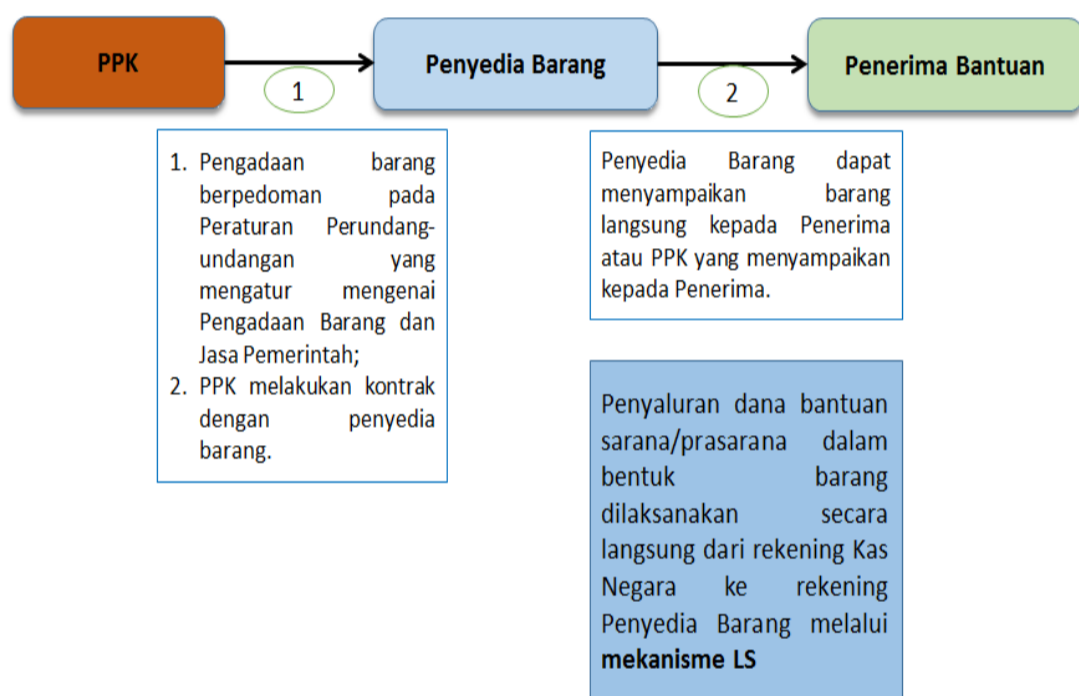 PPK
Penyedia Barang
Penerima Bantuan
1
2
1. Pengadaan barang
berpedoman pada
Peraturan Perundang-
undangan yang
mengatur mengenai
Pengadaan Barang dan
Jasa Pemerintah;
2. PPK melakukan kontrak
dengan penyedia
barang.
Penyedia Barang dapat
menyampaikan barang
langsung kepada Penerima
atau PPK yang menyampaikan
kepada Penerima.
Penyaluran dana bantuan
sarana/prasarana dalam
bentuk barang
dilaksanakan secara
langsung dari rekening Kas
Negara ke rekening
Penyedia Barang melalui
mekanisme LS